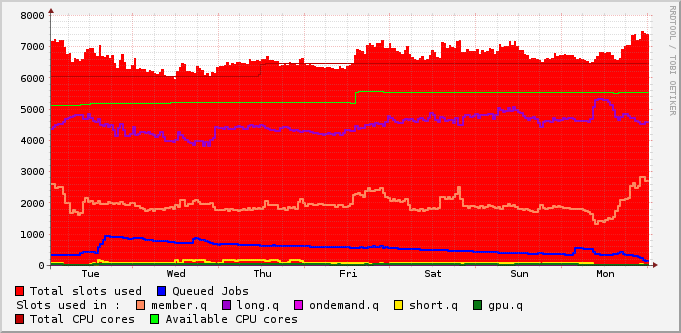 8000
7000
6000
5000
4000
3000
2000
1000
0
Tue Wed Thu Fri Sat Sun Mon
RRDTOOL / TOBI OETIKER
Total slots used Queued Jobs
Slots used in : member.q long.q ondemand.q short.q gpu.q
Total CPU cores Available CPU cores